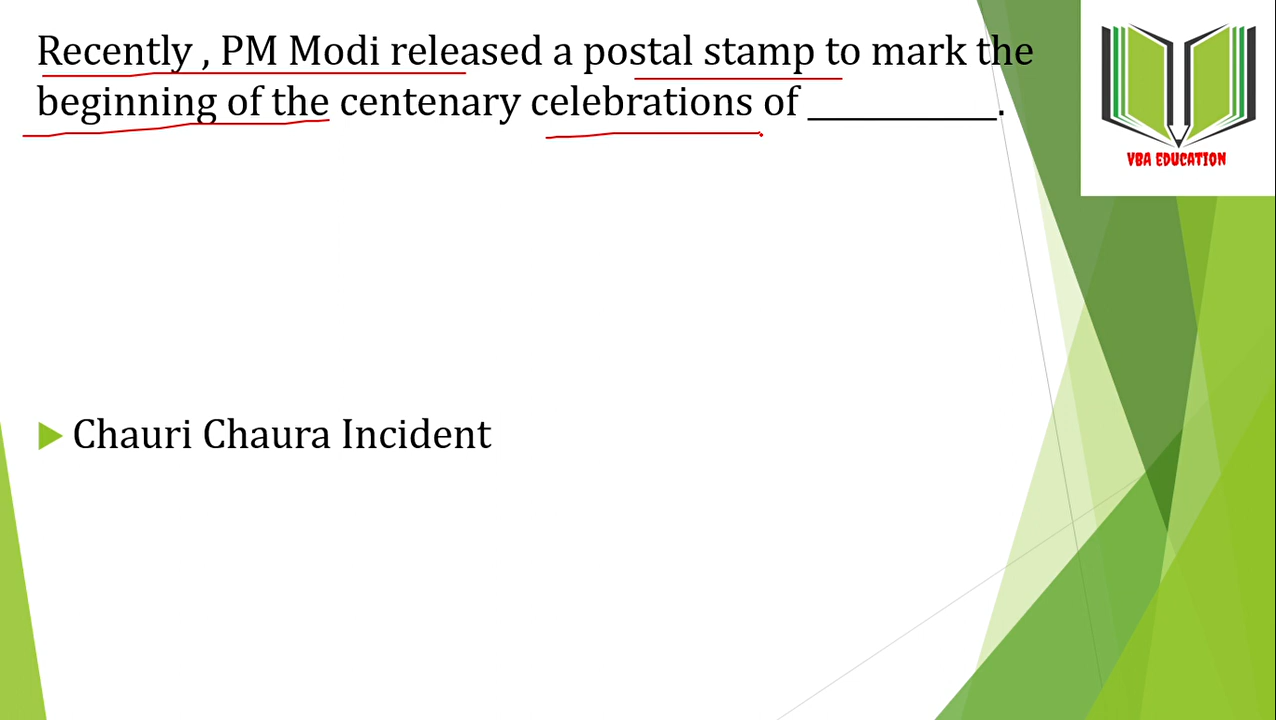 Recently , PM Modi released a postal stamp to mark the
beginning of the centenary celebrations of __________.
VBA EDUCATION
Chauri Chaura Incident